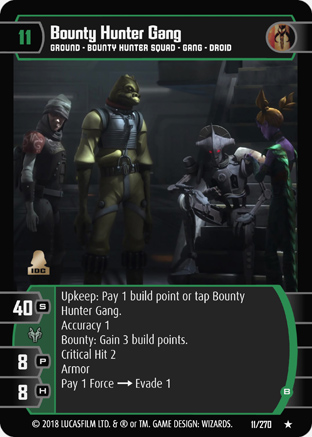 11 Bounty Hunter Gang
GROUND - BOUNTY HUNTER SQUAD - GANG - DROID
IDC
40 S
Upkeep: Pay 1 build point or tap Bounty
Hunter Gang.
Accuracy 1
Bounty: Gain 3 build points.
8 P
Critical Hit 2
Armor
8 H
Pay 1 Force → Evade 1
B
© 2018 LUCASFILM LTD. & ® or TM. GAME DESIGN: WIZARDS. 11/270 ★